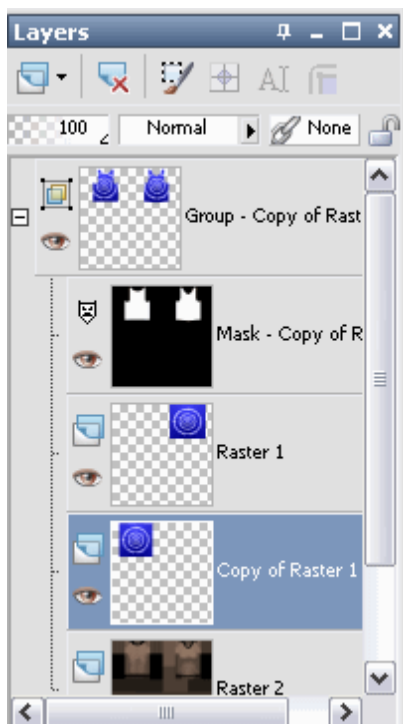 Layers
100 Normal None
Group - Copy of Rast
Mask - Copy of R
Raster 1
Copy of Raster 1
Raster 2